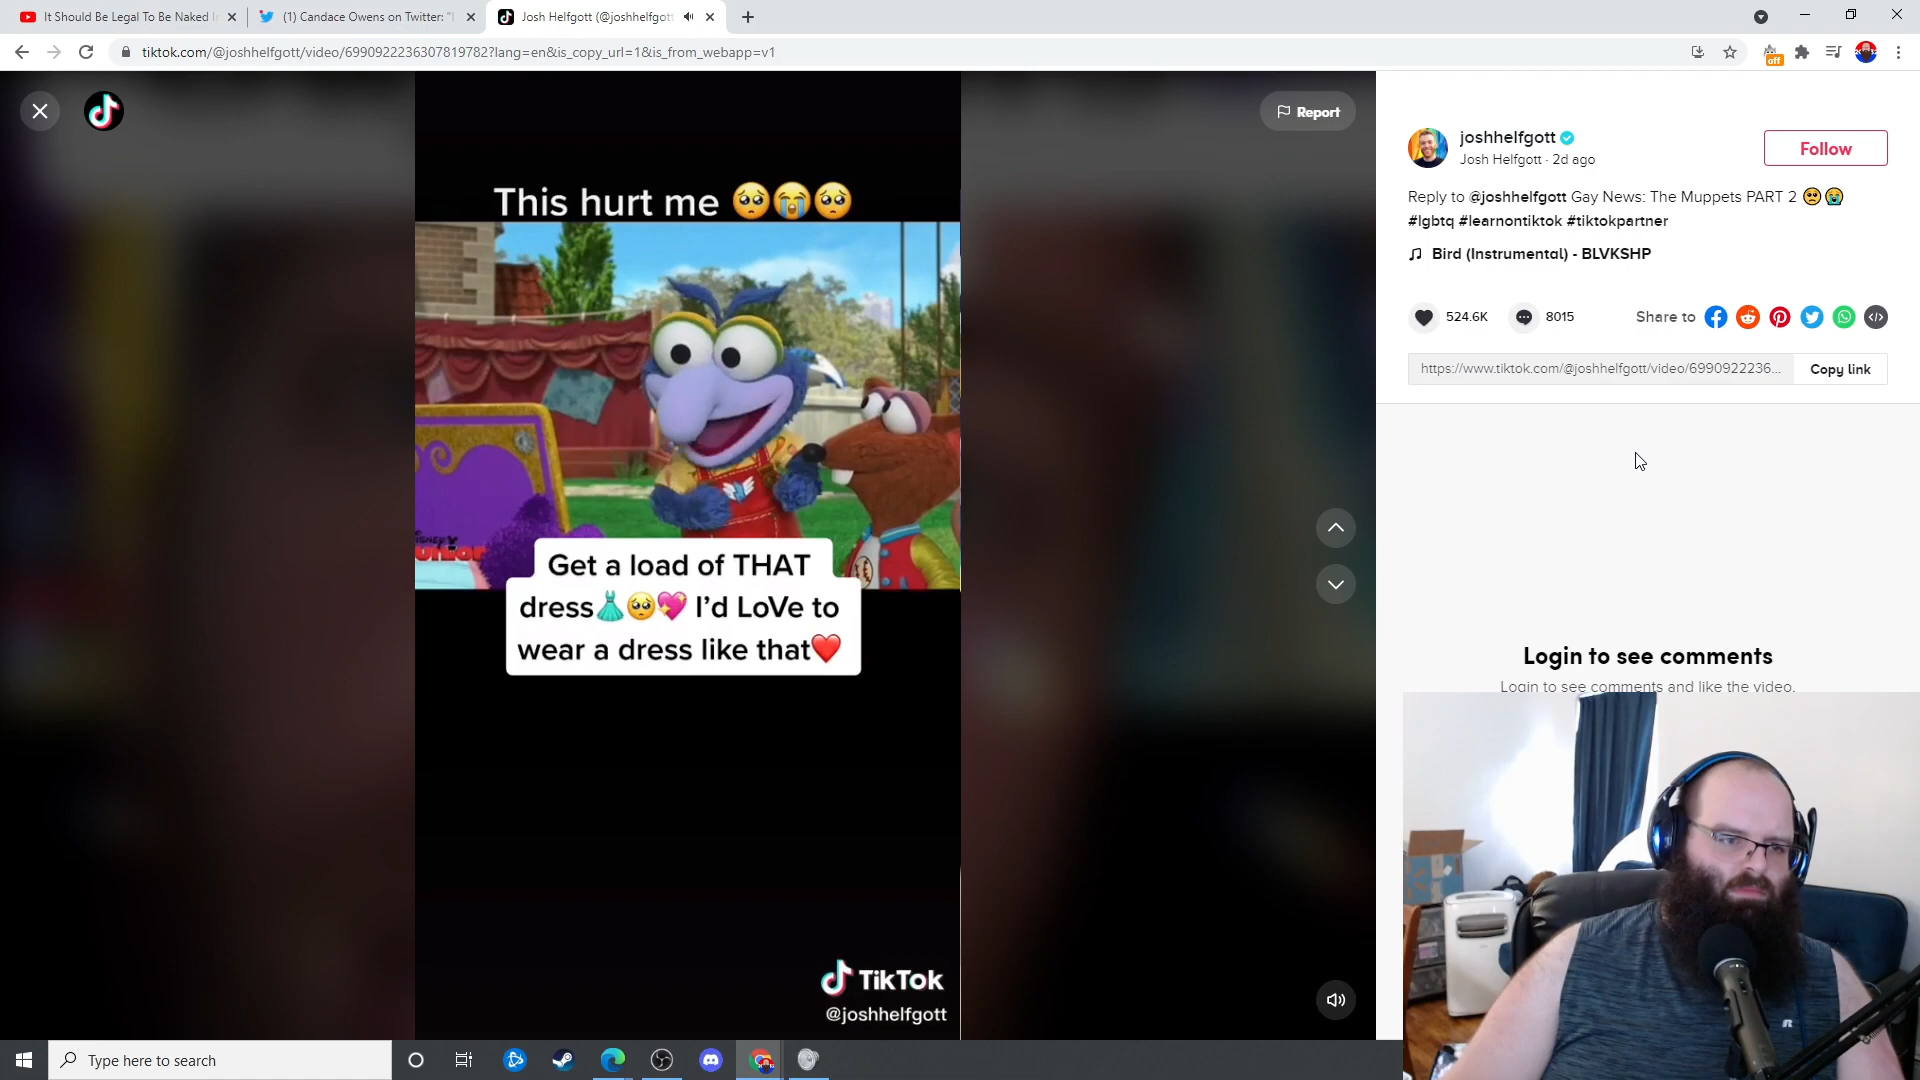 It Should Be Legal To Be Naked I
(1) Candace Owens on Twitter: "
Josh Helfgott (@joshhelfgott
tiktok.com/@joshhelfgott/video/6990922236307819782?lang=en&is_copy_url=1&is_from_webapp=v1
off
Report
This hurt me 🥺😭🥺
Get a load of THAT
dress👗🥺💖 I'd LoVe to
wear a dress like that❤️
DISNEY
JUNIOR
TikTok
@joshhelfgott
joshhelfgott
Josh Helfgott · 2d ago
Follow
Reply to @joshhelfgott Gay News: The Muppets PART 2 🥺😭
#lgbtq #learnontiktok #tiktokpartner
Bird (Instrumental) - BLVKSHP
524.6K
8015
Share to
https://www.tiktok.com/@joshhelfgott/video/6990922236...
Copy link
Login to see comments
Login to see comments and like the video.
Type here to search